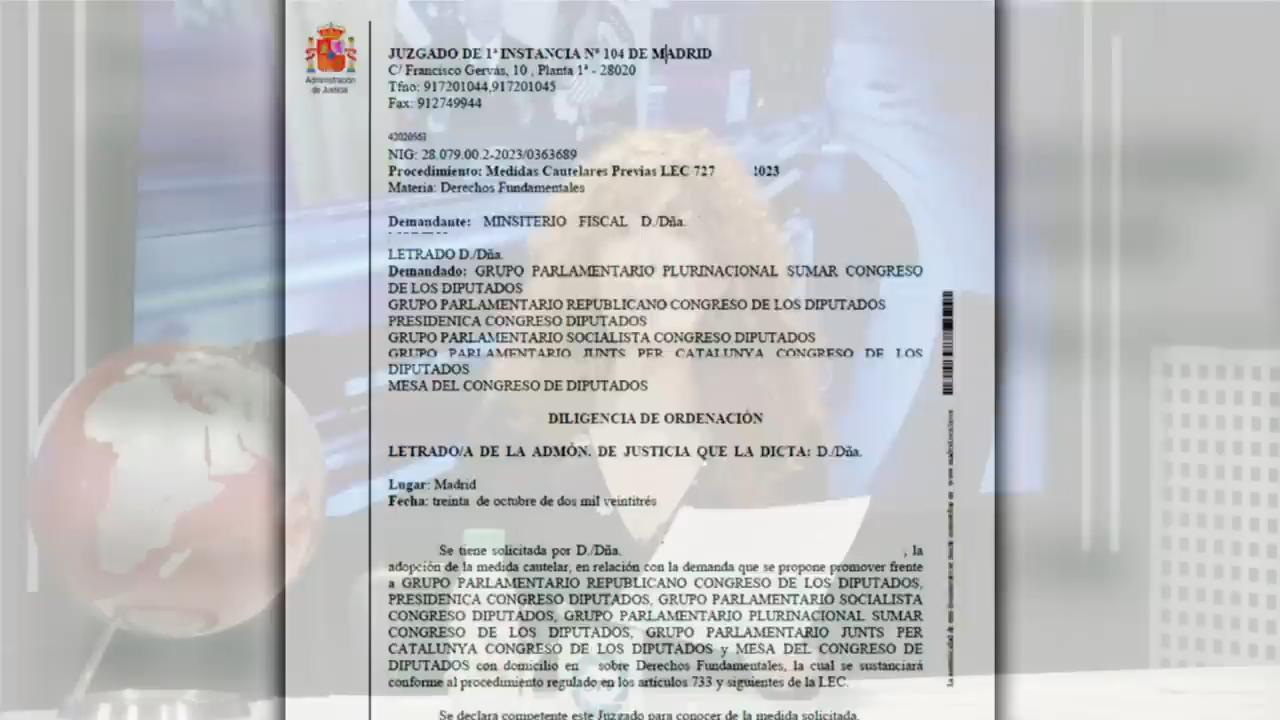 Administración
de Justicia
JUZGADO DE 1ª INSTANCIA Nº 104 DE MADRID
C/ Francisco Gervás, 10 , Planta 1ª - 28020
Tfno: 917201044,917201045
Fax: 912749944
42020553
NIG: 28.079.00.2-2023/0363689
Procedimiento: Medidas Cautelares Previas LEC 727 2023
Materia: Derechos Fundamentales
Demandante: MINSITERIO FISCAL D./Dña.
LETRADO D./Dña.
Demandado: GRUPO PARLAMENTARIO PLURINACIONAL SUMAR CONGRESO
DE LOS DIPUTADOS
GRUPO PARLAMENTARIO REPUBLICANO CONGRESO DE LOS DIPUTADOS
PRESIDENICA CONGRESO DIPUTADOS
GRUPO PARLAMENTARIO SOCIALISTA CONGRESO DIPUTADOS
GRUPO PARLAMENTARIO JUNTS PER CATALUNYA CONGRESO DE LOS
DIPUTADOS
MESA DEL CONGRESO DE DIPUTADOS
DILIGENCIA DE ORDENACIÓN
LETRADO/A DE LA ADMÓN. DE JUSTICIA QUE LA DICTA: D./Dña.
Lugar: Madrid
Fecha: treinta de octubre de dos mil veintitrés
Se tiene solicitada por D./Dña. , la
adopción de la medida cautelar, en relación con la demanda que se propone promover frente
a GRUPO PARLAMENTARIO REPUBLICANO CONGRESO DE LOS DIPUTADOS,
PRESIDENICA CONGRESO DIPUTADOS, GRUPO PARLAMENTARIO SOCIALISTA
CONGRESO DIPUTADOS, GRUPO PARLAMENTARIO PLURINACIONAL SUMAR
CONGRESO DE LOS DIPUTADOS, GRUPO PARLAMENTARIO JUNTS PER
CATALUNYA CONGRESO DE LOS DIPUTADOS y MESA DEL CONGRESO DE
DIPUTADOS con domicilio en sobre Derechos Fundamentales, la cual se sustanciará
conforme al procedimiento regulado en los artículos 733 y siguientes de la LEC.
Se declara competente este Juzgado para conocer de la medida solicitada.